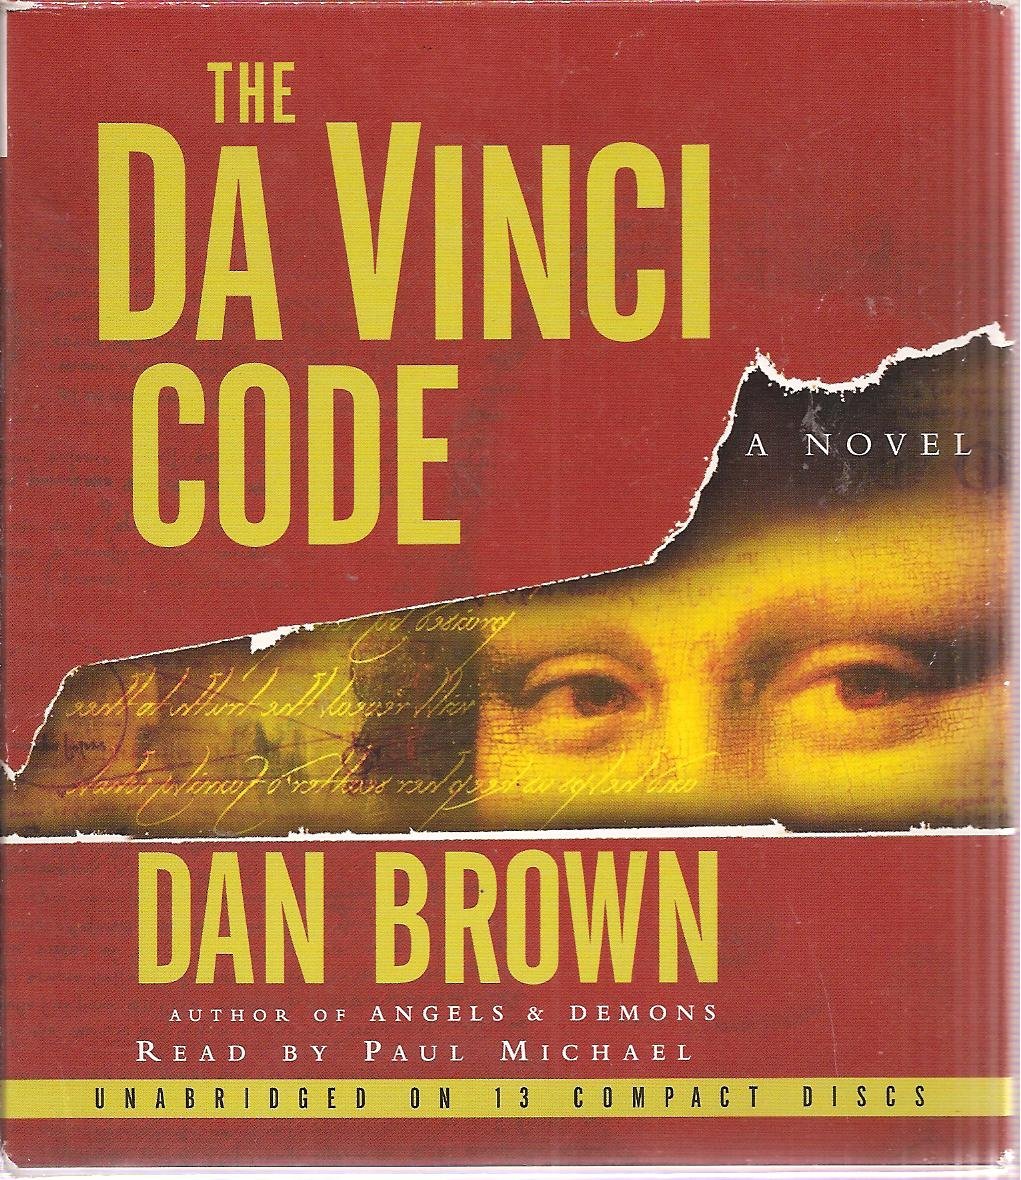 THE
DA VINCI
CODE
A NOVEL
DAN BROWN
AUTHOR OF ANGELS & DEMONS
READ BY PAUL MICHAEL
UNABRIDGED ON 13 COMPACT DISCS